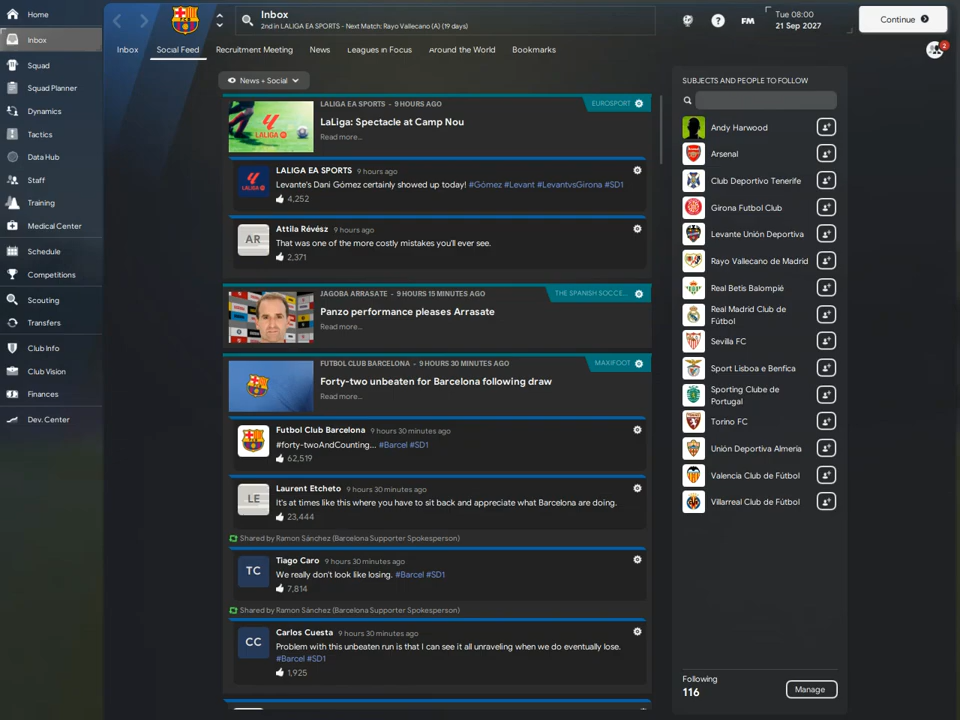 Home
Inbox
Squad
Squad Planner
Dynamics
Tactics
Data Hub
Staff
Training
Medical Center
Schedule
Competitions
Scouting
Transfers
Club Info
Club Vision
Finances
Dev. Center
Inbox
2nd in LALIGA EA SPORTS - Next Match: Rayo Vallecano (A) (19 days)
?
FM
Tue 08:00
21 Sep 2027
Continue
2
Inbox
Social Feed
Recruitment Meeting
News
Leagues in Focus
Around the World
Bookmarks
News + Social
LALIGA EA SPORTS - 9 HOURS AGO
EUROSPORT
LALIGA
LaLiga: Spectacle at Camp Nou
Read more...
LALIGA EA SPORTS 9 hours ago
Levante's Dani Gómez certainly showed up today! #Gómez #Levant #LevantvsGirona #SD1
4,252
AR
Attila Révész 9 hours ago
That was one of the more costly mistakes you'll ever see.
2,371
JAGOBA ARRASATE - 9 HOURS 15 MINUTES AGO
THE SPANISH SOCCE...
Panzo performance pleases Arrasate
Read more...
FUTBOL CLUB BARCELONA - 9 HOURS 30 MINUTES AGO
MAXIFOOT
Forty-two unbeaten for Barcelona following draw
Read more...
Futbol Club Barcelona 9 hours 30 minutes ago
#forty-twoAndCounting... #Barcel #SD1
62,519
LE
Laurent Etcheto 9 hours 30 minutes ago
It's at times like this where you have to sit back and appreciate what Barcelona are doing.
23,444
Shared by Ramon Sánchez (Barcelona Supporter Spokesperson)
TC
Tiago Caro 9 hours 30 minutes ago
We really don't look like losing. #Barcel #SD1
7,814
Shared by Ramon Sánchez (Barcelona Supporter Spokesperson)
CC
Carlos Cuesta 9 hours 30 minutes ago
Problem with this unbeaten run is that I can see it all unraveling when we do eventually lose.
#Barcel #SD1
1,925
SUBJECTS AND PEOPLE TO FOLLOW
Andy Harwood
Arsenal
Club Deportivo Tenerife
Girona Futbol Club
Levante Unión Deportiva
Rayo Vallecano de Madrid
Real Betis Balompié
Real Madrid Club de
Fútbol
Sevilla FC
Sport Lisboa e Benfica
Sporting Clube de
Portugal
Torino FC
Unión Deportiva Almería
Valencia Club de Fútbol
Villarreal Club de Fútbol
Following
116
Manage